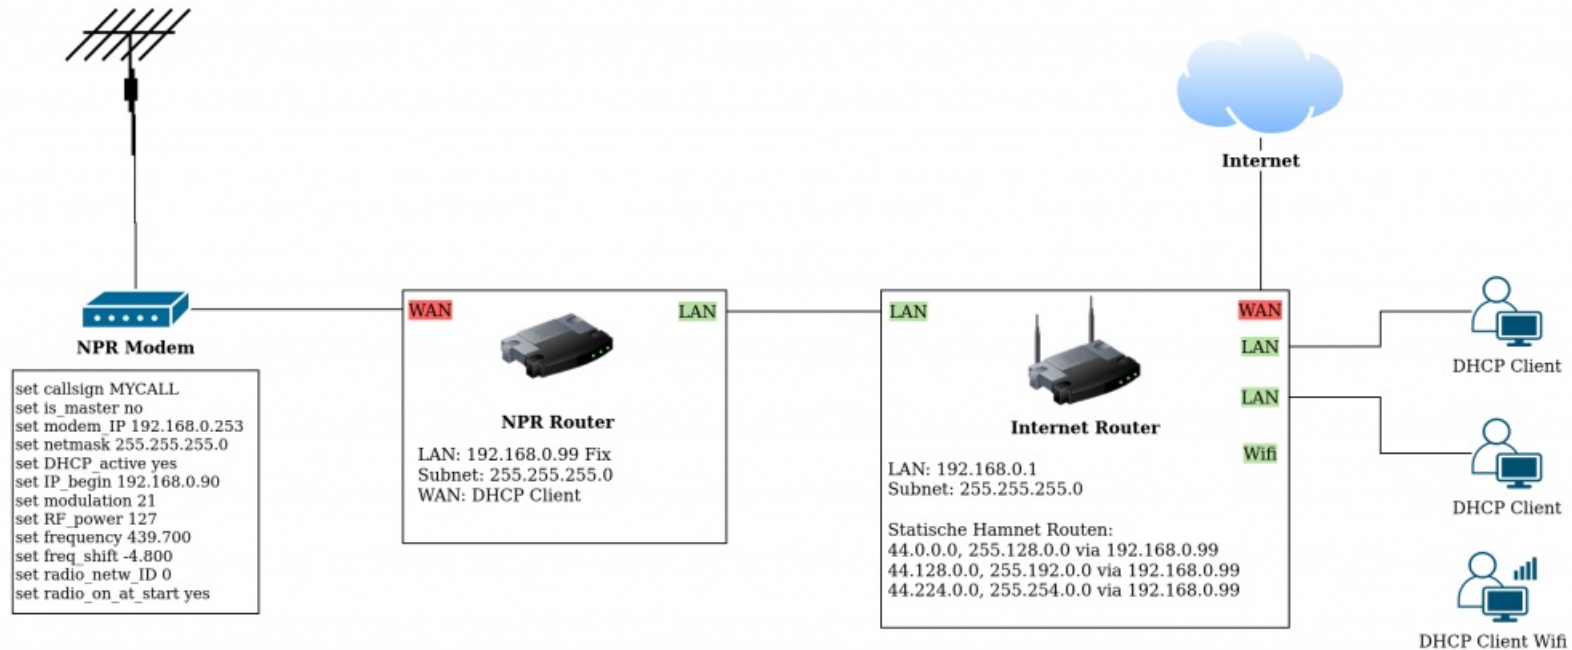 Internet
NPR Modem
set callsign MYCALL
set is_master no
set modem_IP 192.168.0.253
set netmask 255.255.255.0
set DHCP_active yes
set IP_begin 192.168.0.90
set modulation 21
set RF_power 127
set frequency 439.700
set freq_shift -4.800
set radio_netw_ID 0
set radio_on_at_start yes
WAN
LAN
NPR Router
LAN: 192.168.0.99 Fix
Subnet: 255.255.255.0
WAN: DHCP Client
LAN
WAN
LAN
LAN
Wifi
Internet Router
LAN: 192.168.0.1
Subnet: 255.255.255.0
Statische Hamnet Routen:
44.0.0.0, 255.128.0.0 via 192.168.0.99
44.128.0.0, 255.192.0.0 via 192.168.0.99
44.224.0.0, 255.254.0.0 via 192.168.0.99
DHCP Client
DHCP Client
DHCP Client Wifi